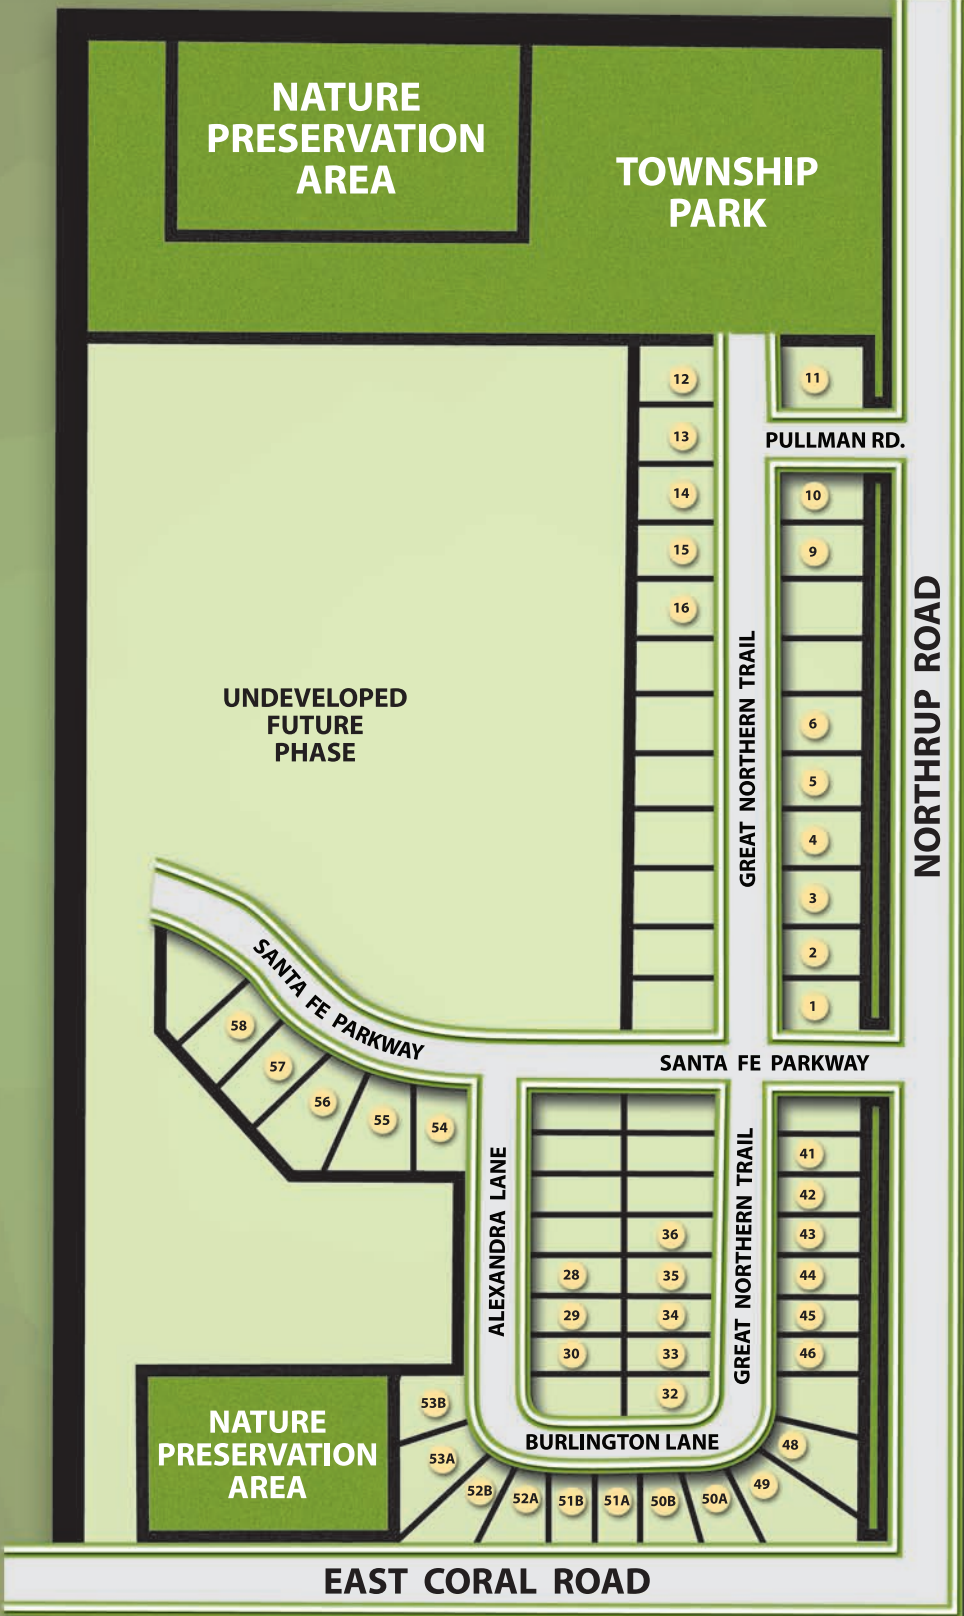 NATURE
PRESERVATION
AREA
TOWNSHIP
PARK
12
11
13
PULLMAN RD.
14
10
15
9
16
NORTHRUP ROAD
GREAT NORTHERN TRAIL
UNDEVELOPED
FUTURE
PHASE
6
5
4
3
2
1
SANTA FE PARKWAY
SANTA FE PARKWAY
58
57
56
55
54
ALEXANDRA LANE
GREAT NORTHERN TRAIL
41
42
36
43
28
35
44
29
34
45
30
33
46
32
BURLINGTON LANE
53B
53A
52B
52A
51B
51A
50B
50A
49
48
NATURE
PRESERVATION
AREA
EAST CORAL ROAD